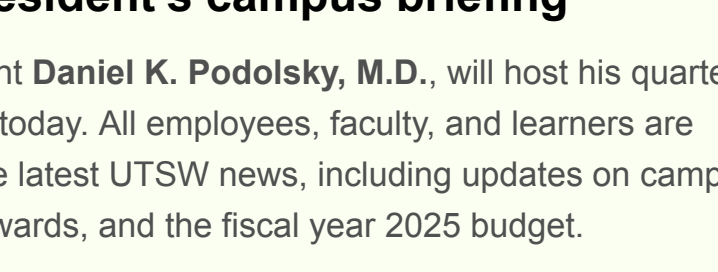 esident's campus briefing
nt Daniel K. Podolsky, M.D., will host his quarte
today. All employees, faculty, and learners are
e latest UTSW news, including updates on camp
wards, and the fiscal year 2025 budget.